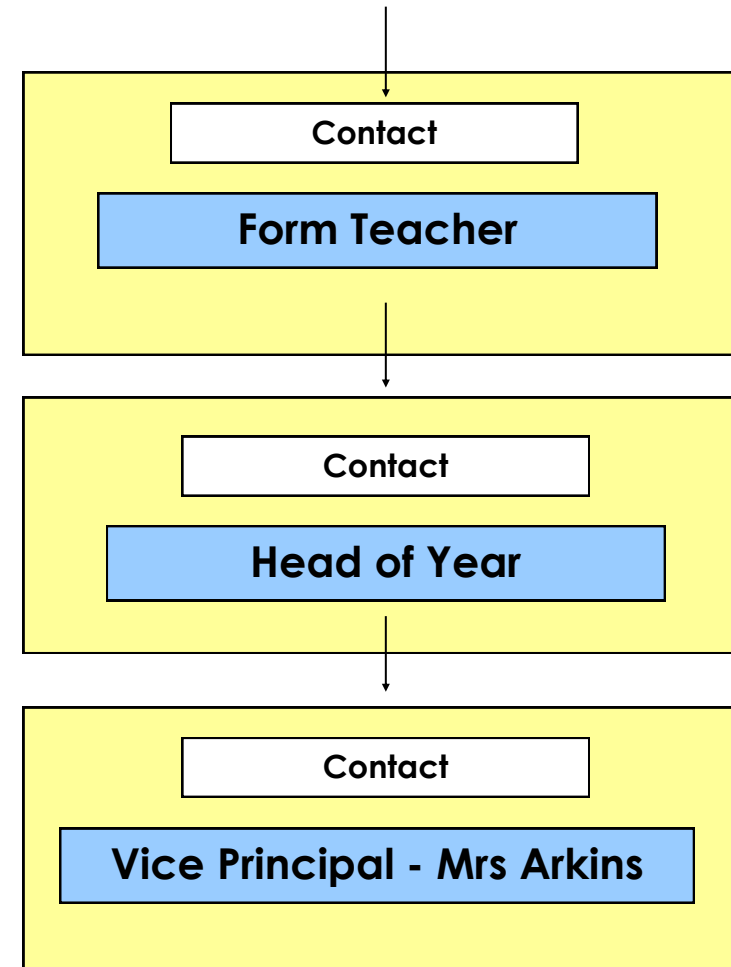 Contact
Form Teacher
Contact
Head of Year
Contact
Vice Principal - Mrs Arkins